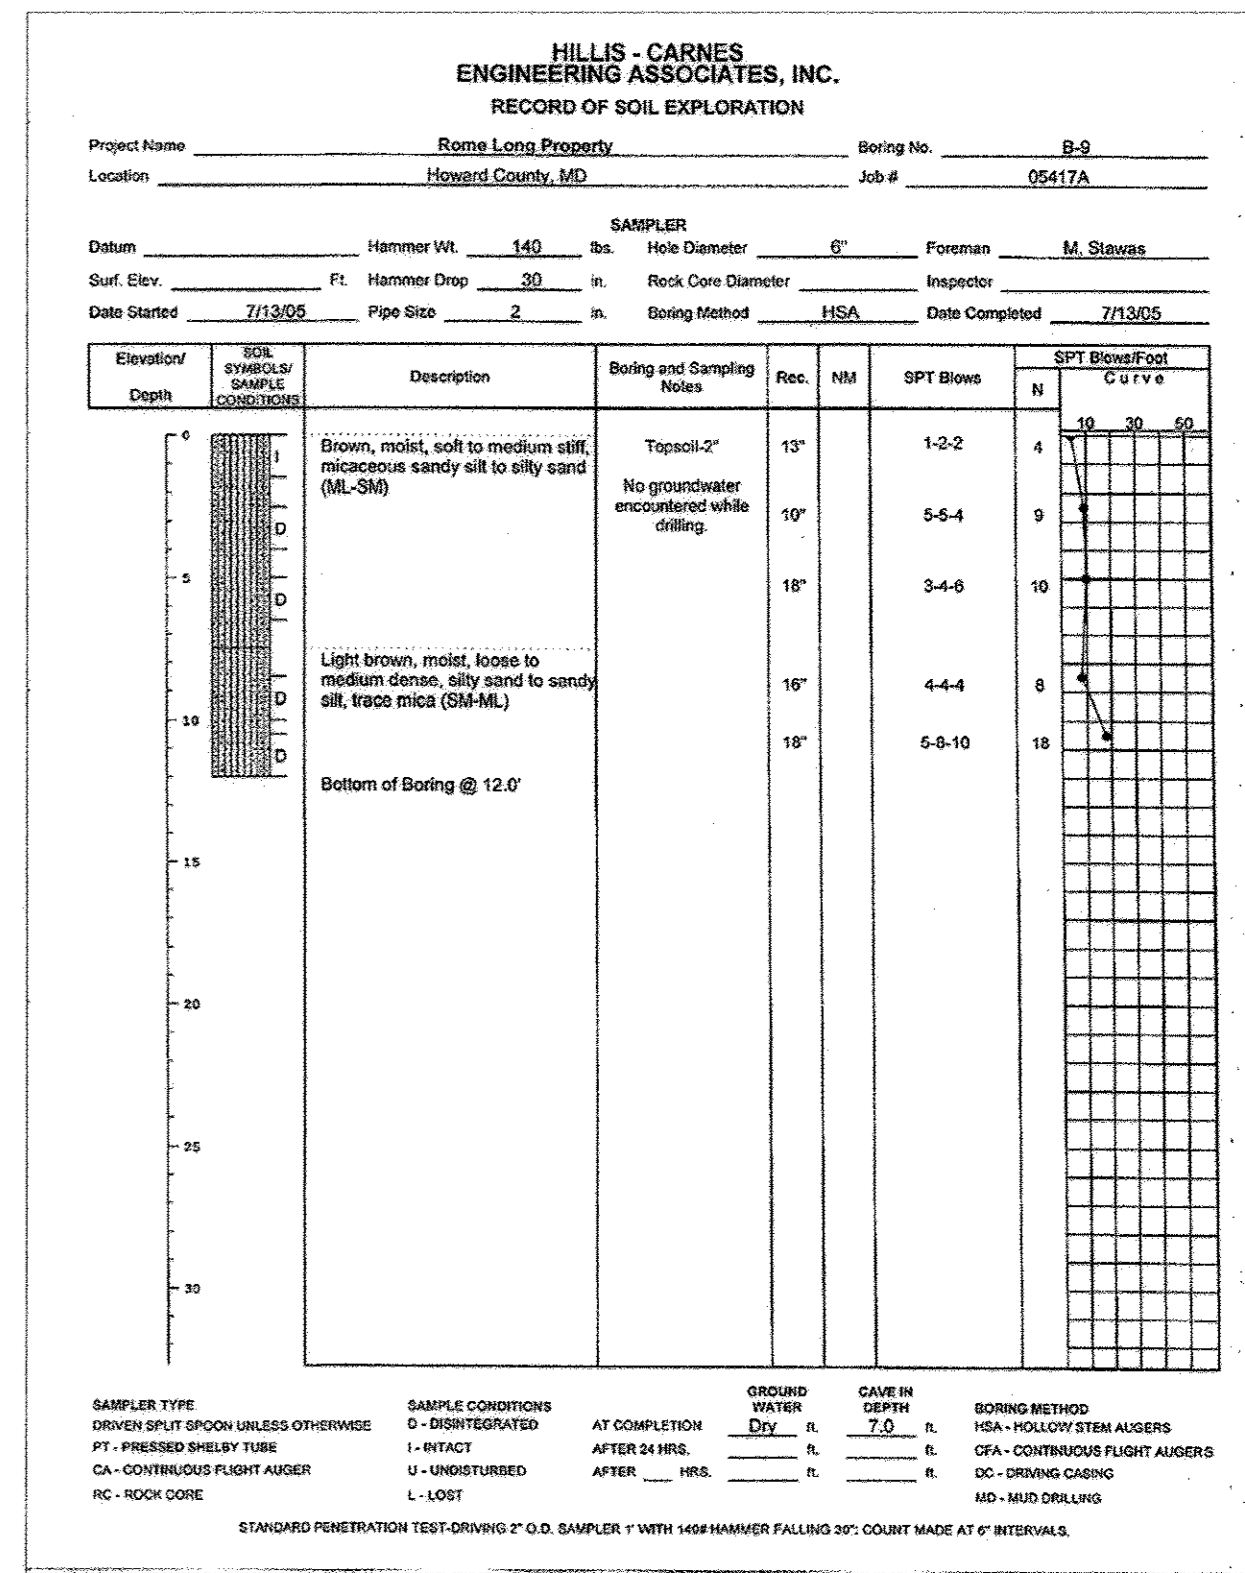 HILLIS - CARNES
ENGINEERING ASSOCIATES, INC.
RECORD OF SOIL EXPLORATION
Project Name Rome Long Property Boring No. B-9
Location Howard County, MD Job # 05417A
SAMPLER
Datum Hammer Wt. 140 lbs. Hole Diameter 6" Foreman M. Stawas
Surf. Elev. Ft. Hammer Drop 30 in. Rock Core Diameter Inspector
Date Started 7/13/05 Pipe Size 2 in. Boring Method HSA Date Completed 7/13/05
Elevation/
Depth
SOIL
SYMBOLS/
SAMPLE
CONDITIONS
Description
Boring and Sampling
Notes
Rec.
NM
SPT Blows
SPT Blows/Foot
N
Curve
10 30 50
0
I
Brown, moist, soft to medium stiff,
micaceous sandy silt to silty sand
(ML-SM)
Topsoil-2"
No groundwater
encountered while
drilling.
13" 1-2-2 4
D
10" 5-5-4 9
5
D
18" 3-4-6 10
Light brown, moist, loose to
medium dense, silty sand to sandy
silt, trace mica (SM-ML)
D
16" 4-4-4 8
10
D
18" 5-8-10 18
Bottom of Boring @ 12.0'
15
20
25
30
SAMPLER TYPE
DRIVEN SPLIT SPOON UNLESS OTHERWISE
PT - PRESSED SHELBY TUBE
CA - CONTINUOUS FLIGHT AUGER
RC - ROCK CORE
SAMPLE CONDITIONS
D - DISINTEGRATED
I - INTACT
U - UNDISTURBED
L - LOST
GROUND
WATER
CAVE IN
DEPTH
AT COMPLETION Dry ft. 7.0 ft.
AFTER 24 HRS. ft. ft.
AFTER HRS. ft. ft.
BORING METHOD
HSA - HOLLOW STEM AUGERS
CFA - CONTINUOUS FLIGHT AUGERS
DC - DRIVING CASING
MD - MUD DRILLING
STANDARD PENETRATION TEST-DRIVING 2" O.D. SAMPLER 1' WITH 140# HAMMER FALLING 30": COUNT MADE AT 6" INTERVALS.